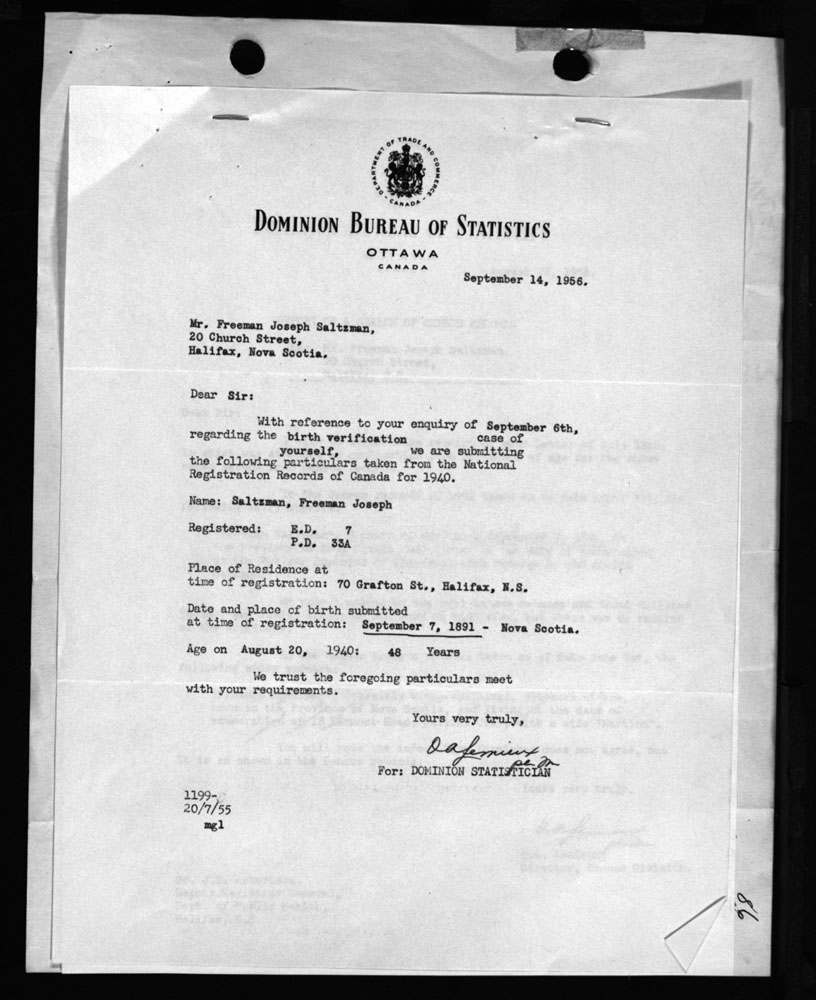 DEPARTMENT OF TRADE AND COMMERCE
- CANADA -
DOMINION BUREAU OF STATISTICS
OTTAWA
CANADA
September 14, 1956.
Mr. Freeman Joseph Saltzman,
20 Church Street,
Halifax, Nova Scotia.
Dear Sir:
With reference to your enquiry of September 6th,
regarding the birth verification case of
yourself, we are submitting
the following particulars taken from the National
Registration Records of Canada for 1940.
Name: Saltzman, Freeman Joseph
Registered: E.D. 7
P.D. 33A
Place of Residence at
time of registration: 70 Grafton St., Halifax, N.S.
Date and place of birth submitted
at time of registration: September 7, 1891 - Nova Scotia.
Age on August 20, 1940: 48 Years
We trust the foregoing particulars meet
with your requirements.
Yours very truly,
For: DOMINION STATISTICIAN
1199-
20/7/55
mgl